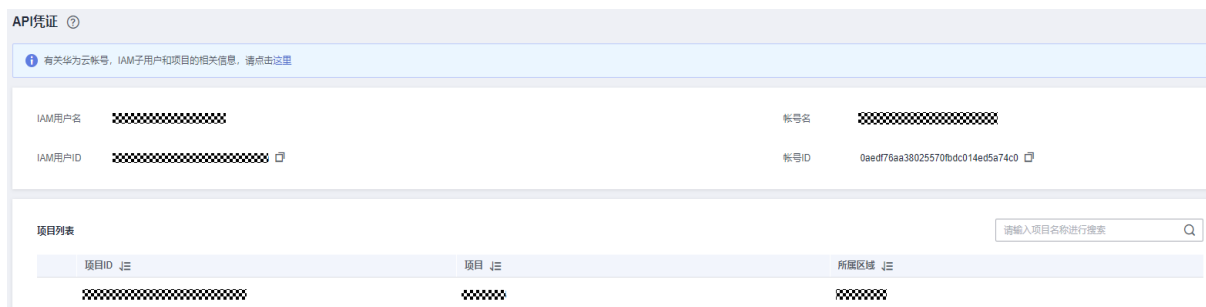 API凭证
有关华为云帐号，IAM子用户和项目的相关信息，请点击这里
IAM用户名
帐号名
IAM用户ID
帐号ID 0aedf76aa38025570fbdc014ed5a74c0
项目列表
请输入项目名称进行搜索
项目ID 项目 所属区域